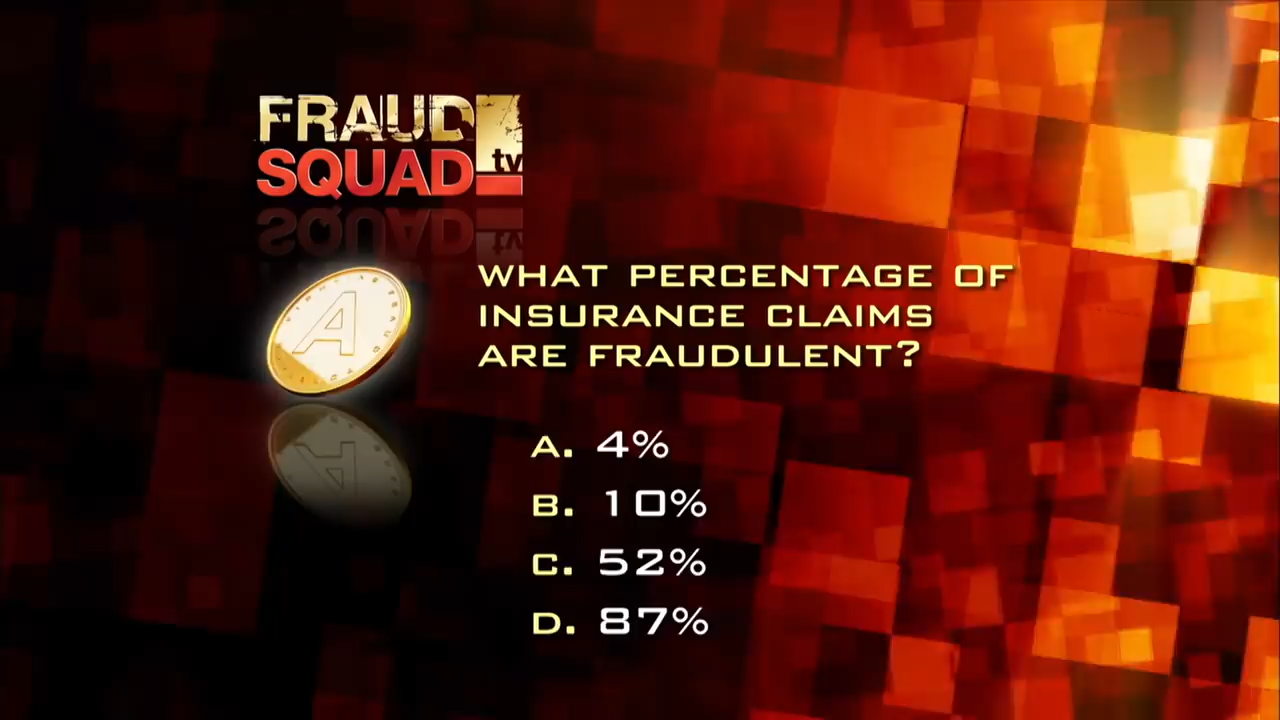 FRAUD
SQUAD tv
WHAT PERCENTAGE OF
INSURANCE CLAIMS
ARE FRAUDULENT?
A
A. 4%
B. 10%
C. 52%
D. 87%